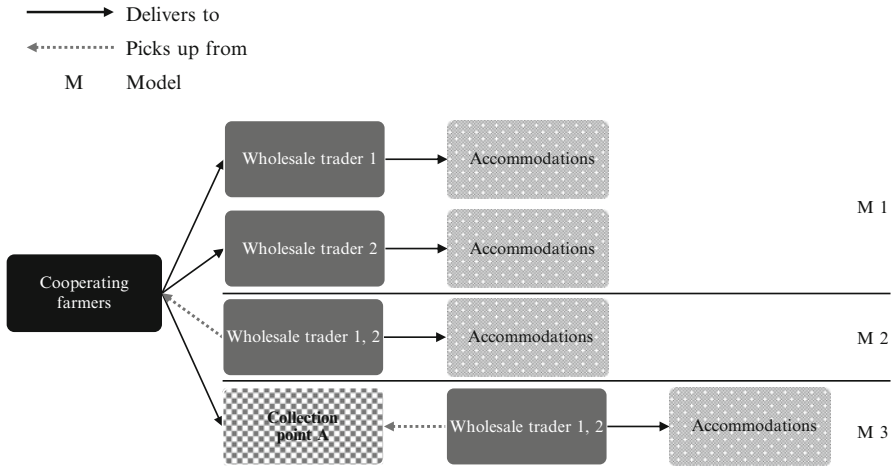 Delivers to
Picks up from
M Model
Wholesale trader 1
Accommodations
M 1
Wholesale trader 2
Accommodations
Cooperating
farmers
Wholesale trader 1, 2
Accommodations
M 2
Collection
point A
Wholesale trader 1, 2
Accommodations
M 3